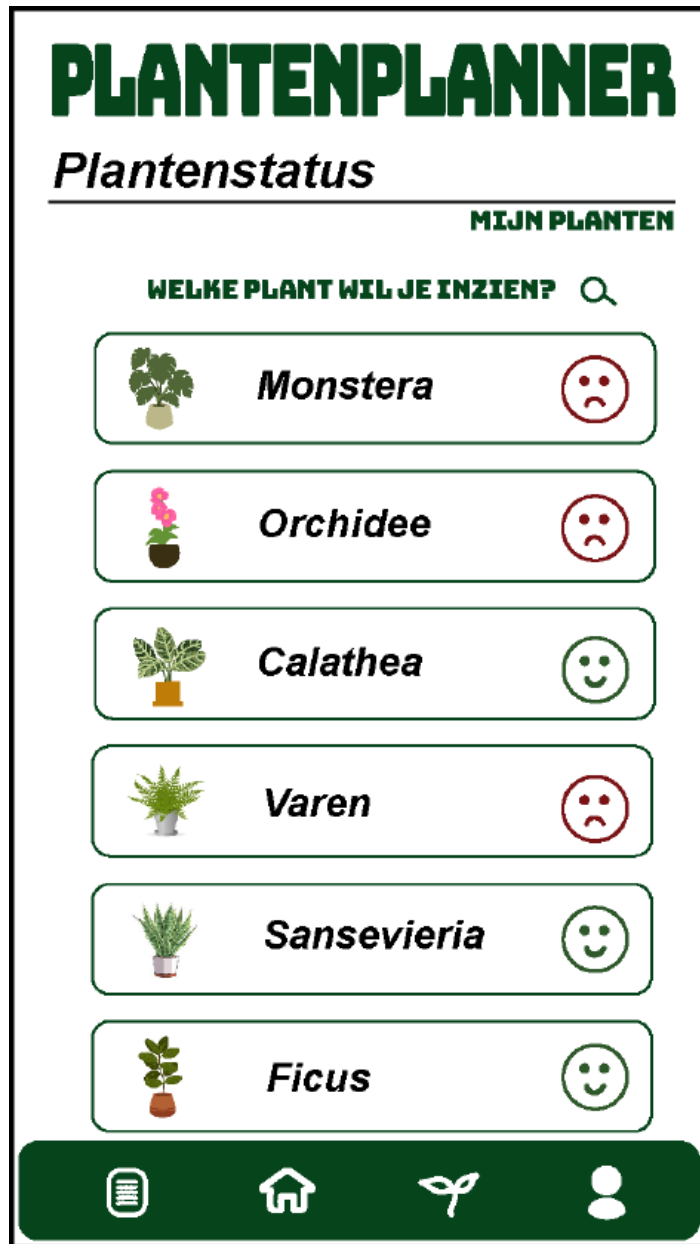 PLANTENPLANNER
Plantenstatus
MIJN PLANTEN
WELKE PLANT WIL JE INZIEN?
Monstera
Orchidee
Calathea
Varen
Sansevieria
Ficus